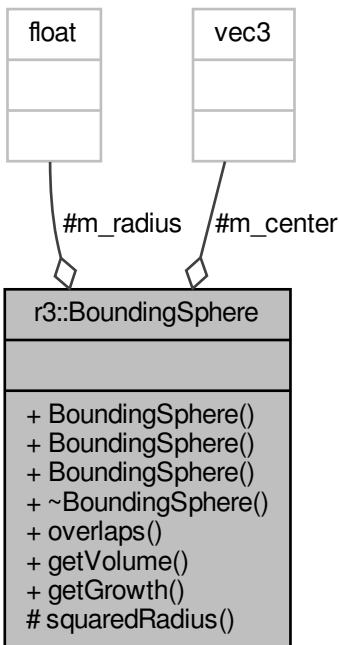 float
vec3
#m_radius
#m_center
r3::BoundingSphere
+ BoundingSphere()
+ BoundingSphere()
+ BoundingSphere()
+ ~BoundingSphere()
+ overlaps()
+ getVolume()
+ getGrowth()
# squaredRadius()